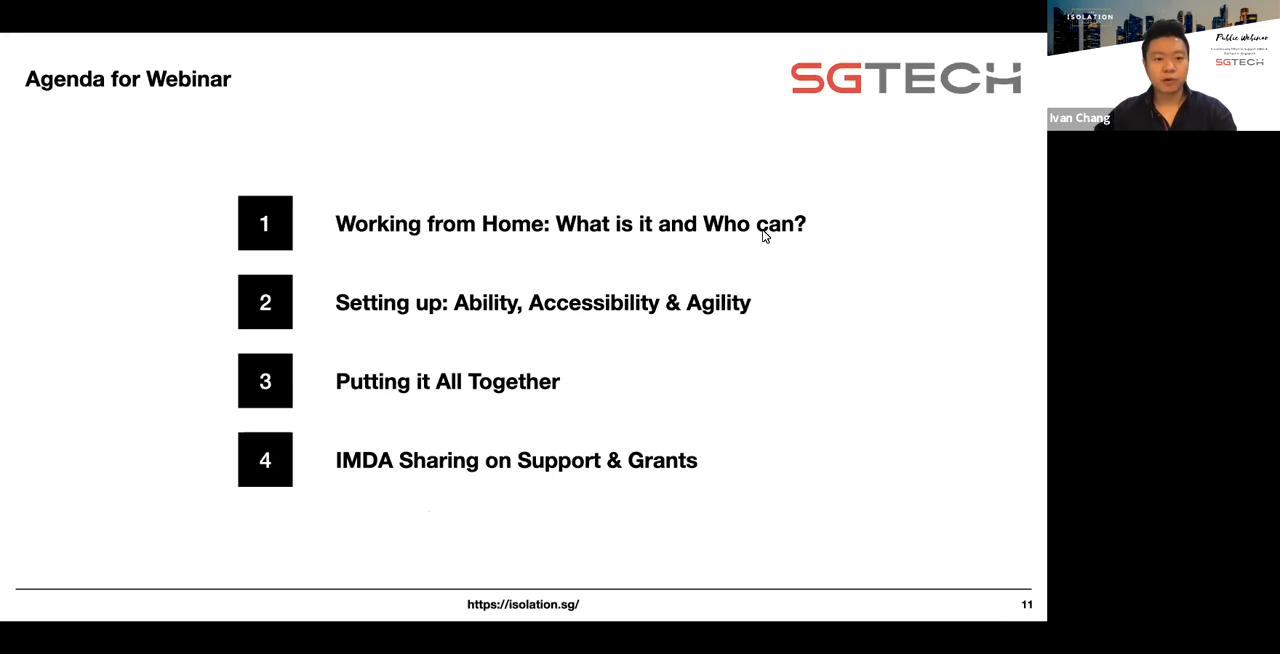 Agenda for Webinar
SGTECH
1
Working from Home: What is it and Who can?
2
Setting up: Ability, Accessibility & Agility
3
Putting it All Together
4
IMDA Sharing on Support & Grants
https://isolation.sg/
11
ISOLATION
Public Webinar
SGTECH
Ivan Chang